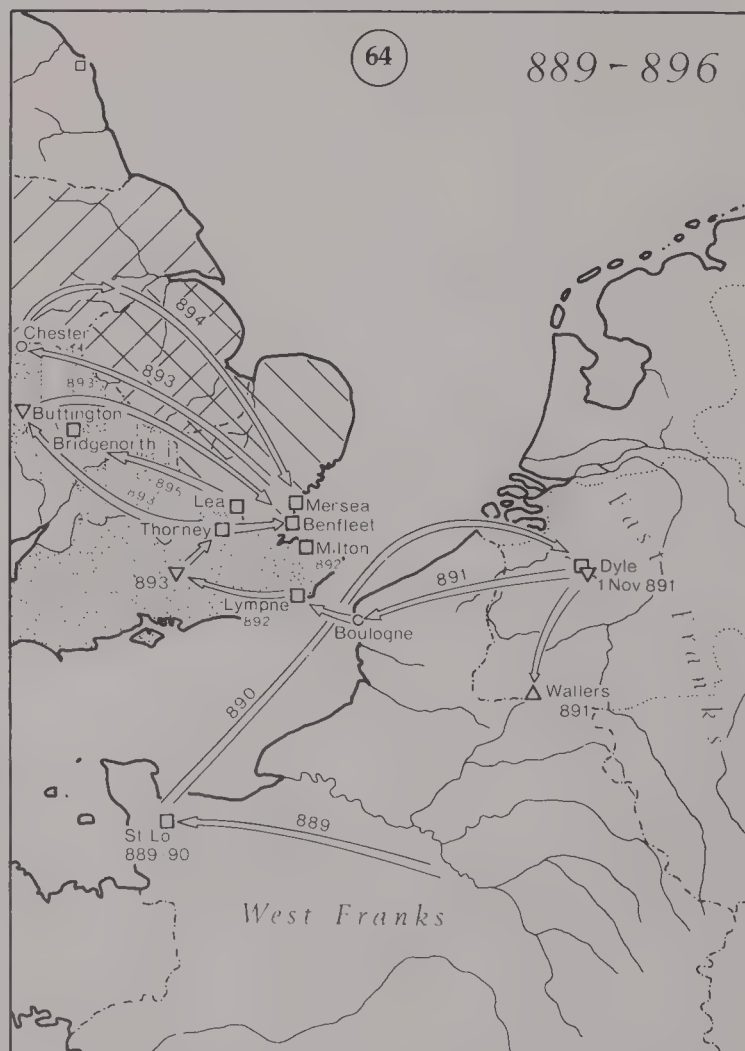 64
889-896
894
Chester
893
893
Buttington
Bridgenorth
895
893
Lea
Mersea
Thorney
Benfleet
Milton
892
893
Lympne
892
Boulogne
891
Dyle
1 Nov 891
East Franks
Wallers
891
890
889
St Lo
889-90
West Franks